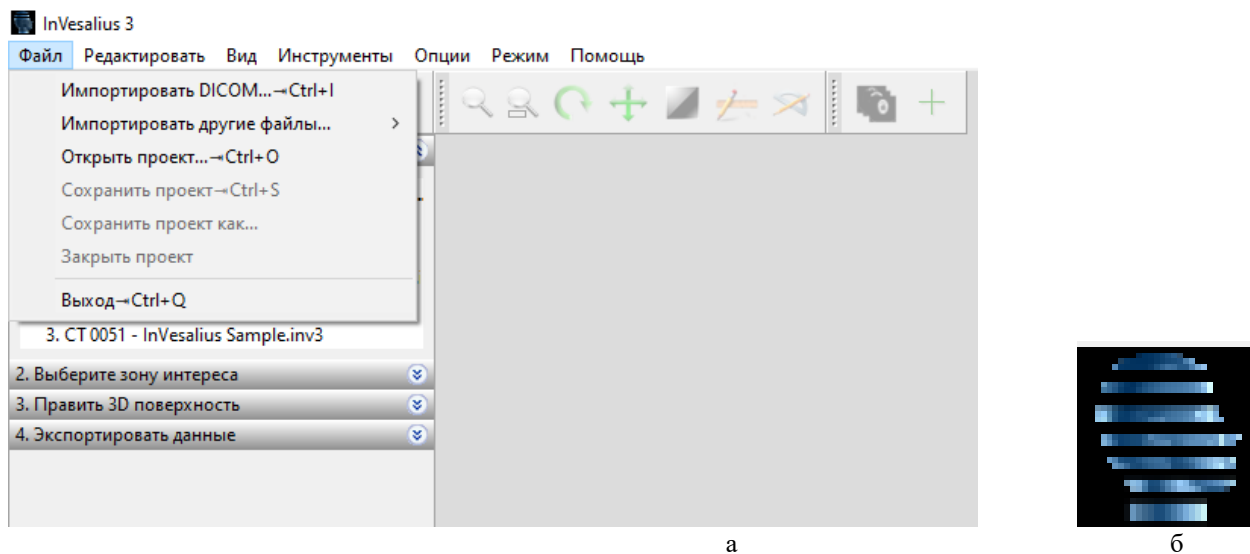 InVesalius 3
Файл Редактировать Вид Инструменты Опции Режим Помощь
Импортировать DICOM...⇥Ctrl+I
Импортировать другие файлы... >
Открыть проект...⇥Ctrl+O
Сохранить проект⇥Ctrl+S
Сохранить проект как...
Закрыть проект
Выход⇥Ctrl+Q
3. CT 0051 - InVesalius Sample.inv3
2. Выберите зону интереса
3. Править 3D поверхность
4. Экспортировать данные
а
б